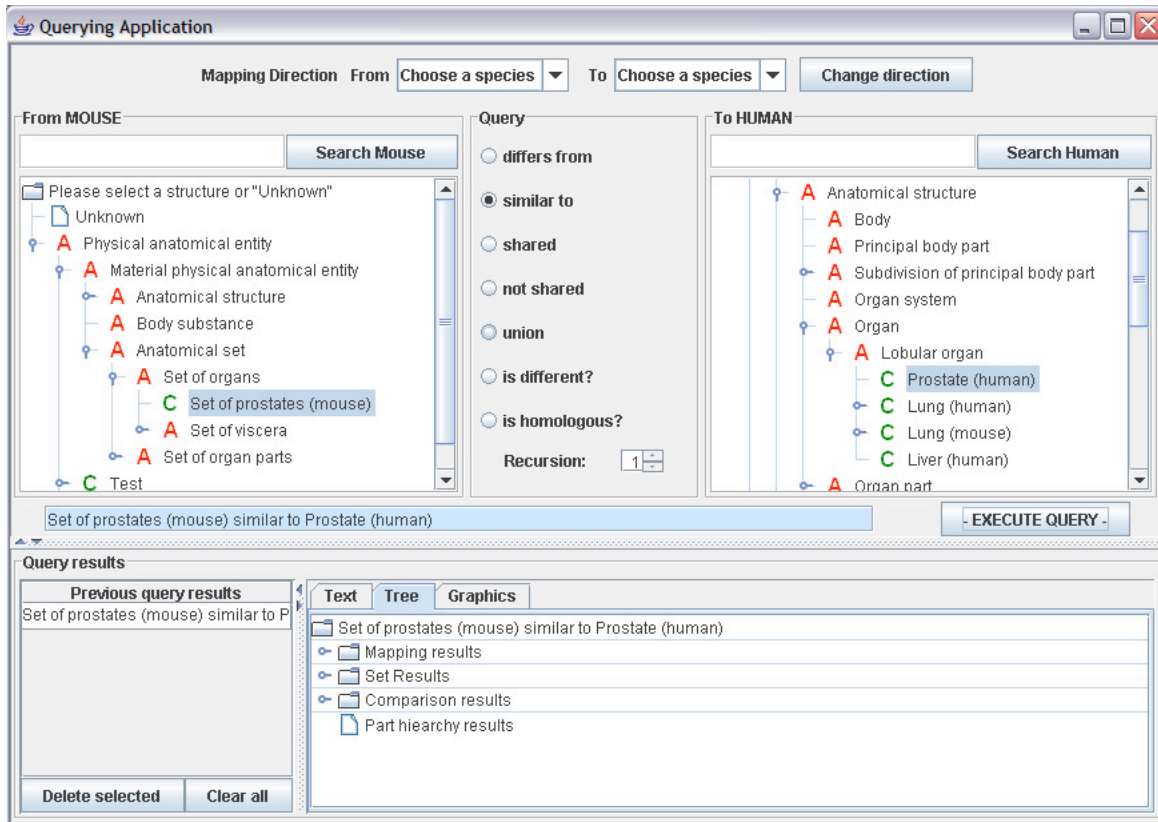 Querying Application
Mapping Direction From Choose a species To Choose a species Change direction
From MOUSE
Search Mouse
Please select a structure or "Unknown"
Unknown
A Physical anatomical entity
A Material physical anatomical entity
A Anatomical structure
A Body substance
A Anatomical set
A Set of organs
C Set of prostates (mouse)
A Set of viscera
A Set of organ parts
C Test
Query
differs from
similar to
shared
not shared
union
is different?
is homologous?
Recursion: 1
To HUMAN
Search Human
A Anatomical structure
A Body
A Principal body part
A Subdivision of principal body part
A Organ system
A Organ
A Lobular organ
C Prostate (human)
C Lung (human)
C Lung (mouse)
C Liver (human)
A Organ part
Set of prostates (mouse) similar to Prostate (human)
- EXECUTE QUERY -
Query results
Previous query results
Set of prostates (mouse) similar to P
Delete selected Clear all
Text Tree Graphics
Set of prostates (mouse) similar to Prostate (human)
Mapping results
Set Results
Comparison results
Part hiearchy results